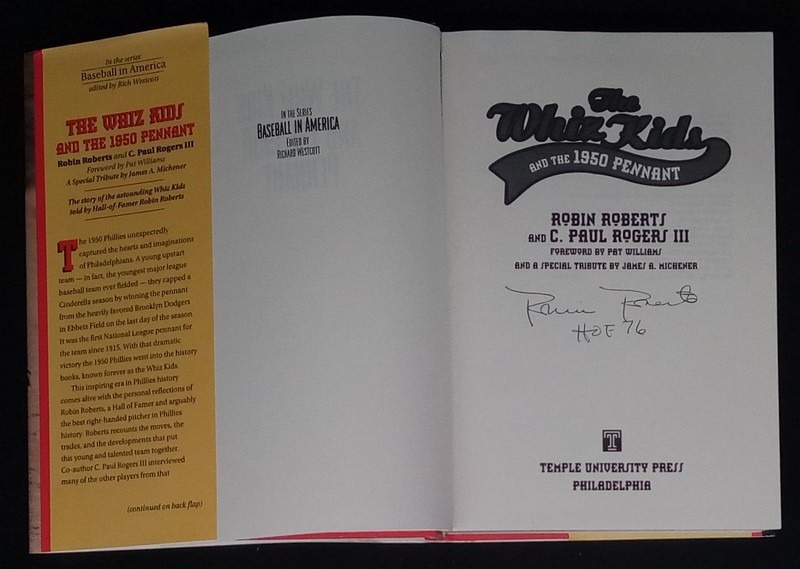 In the series
Baseball in America
edited by Rich Westcott
THE WHIZ KIDS
AND THE 1950 PENNANT
Robin Roberts and C. Paul Rogers III
Foreword by Pat Williams
A Special Tribute by James A. Michener
The story of the astounding Whiz Kids
told by Hall-of-Famer Robin Roberts
The 1950 Phillies unexpectedly
captured the hearts and imaginations
of Philadelphians. A young upstart
team — in fact, the youngest major league
baseball team ever fielded — they capped a
Cinderella season by winning the pennant
from the heavily favored Brooklyn Dodgers
in Ebbets Field on the last day of the season.
It was the first National League pennant for
the team since 1915. With that dramatic
victory the 1950 Phillies went into the history
books, known forever as the Whiz Kids.
This inspiring era in Phillies history
comes alive with the personal reflections of
Robin Roberts, a Hall of Famer and arguably
the best right-handed pitcher in Phillies
history. Roberts recounts the moves, the
trades, and the developments that put
this young and talented team together.
Co-author C. Paul Rogers III interviewed
many of the other players from that
(continued on back flap)
IN THE SERIES
BASEBALL IN AMERICA
EDITED BY
RICHARD WESTCOTT
The
Whiz Kids
AND THE 1950 PENNANT
ROBIN ROBERTS
AND C. PAUL ROGERS III
FOREWORD BY PAT WILLIAMS
AND A SPECIAL TRIBUTE BY JAMES A. MICHENER
Robin Roberts
HOF 76
T
TEMPLE UNIVERSITY PRESS
PHILADELPHIA